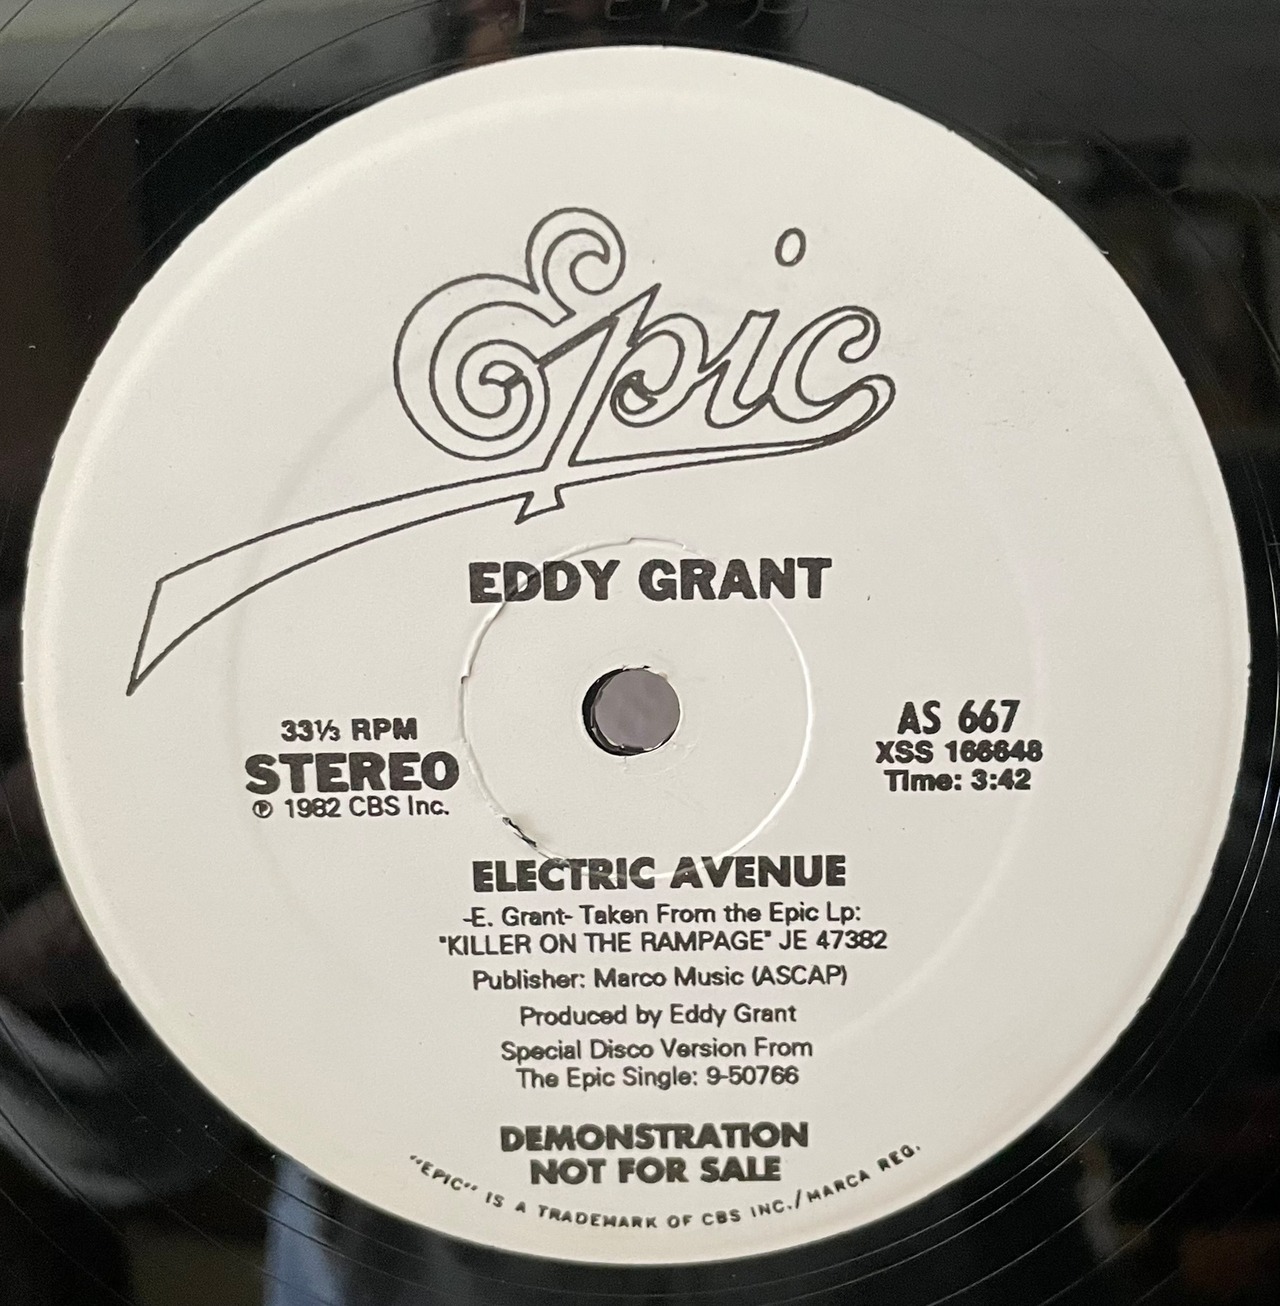 Epic
EDDY GRANT
33⅓ RPM
STEREO
℗ 1982 CBS Inc.
AS 667
XSS 166648
Time: 3:42
ELECTRIC AVENUE
-E. Grant- Taken From the Epic Lp:
"KILLER ON THE RAMPAGE" JE 47382
Publisher: Marco Music (ASCAP)
Produced by Eddy Grant
Special Disco Version From
The Epic Single: 9-50766
DEMONSTRATION
NOT FOR SALE
"EPIC" IS A TRADEMARK OF CBS INC./MARCA REG.